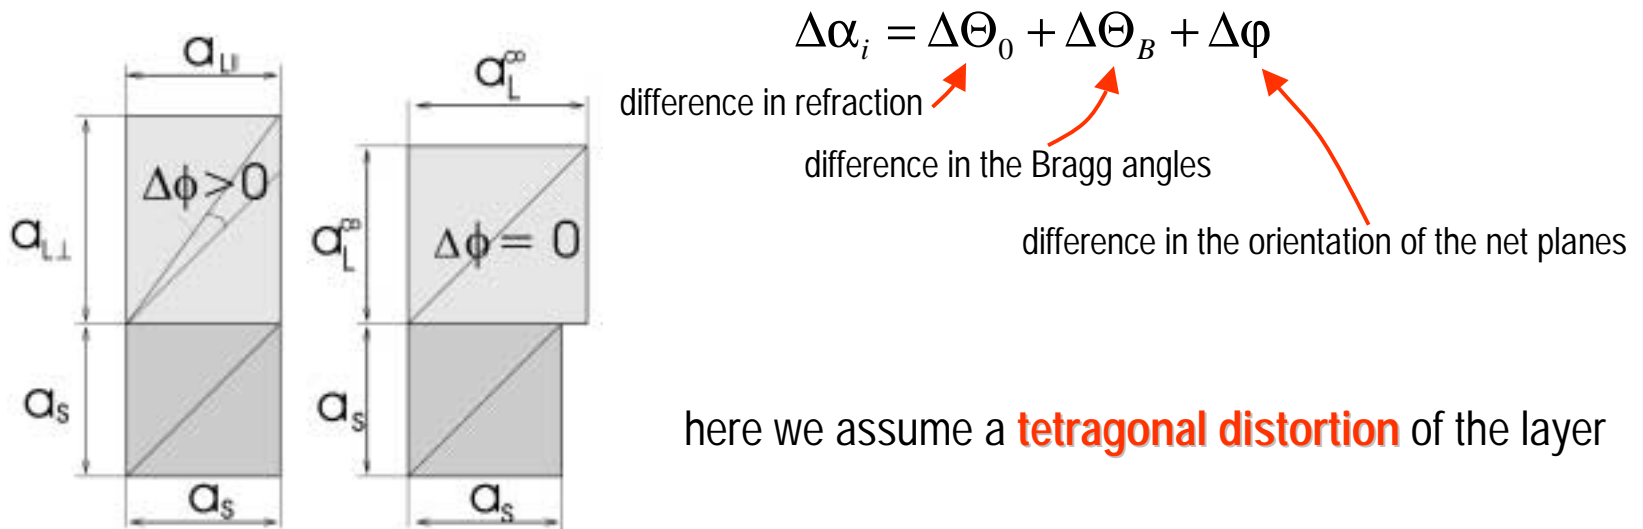 Δα_i = ΔΘ_0 + ΔΘ_B + Δφ
difference in refraction
difference in the Bragg angles
difference in the orientation of the net planes
here we assume a tetragonal distortion of the layer
a_L||
a_L⊥
Δϕ>0
a_S
a_S
a_L^∞
a_L^∞
Δϕ = 0
a_S
a_S